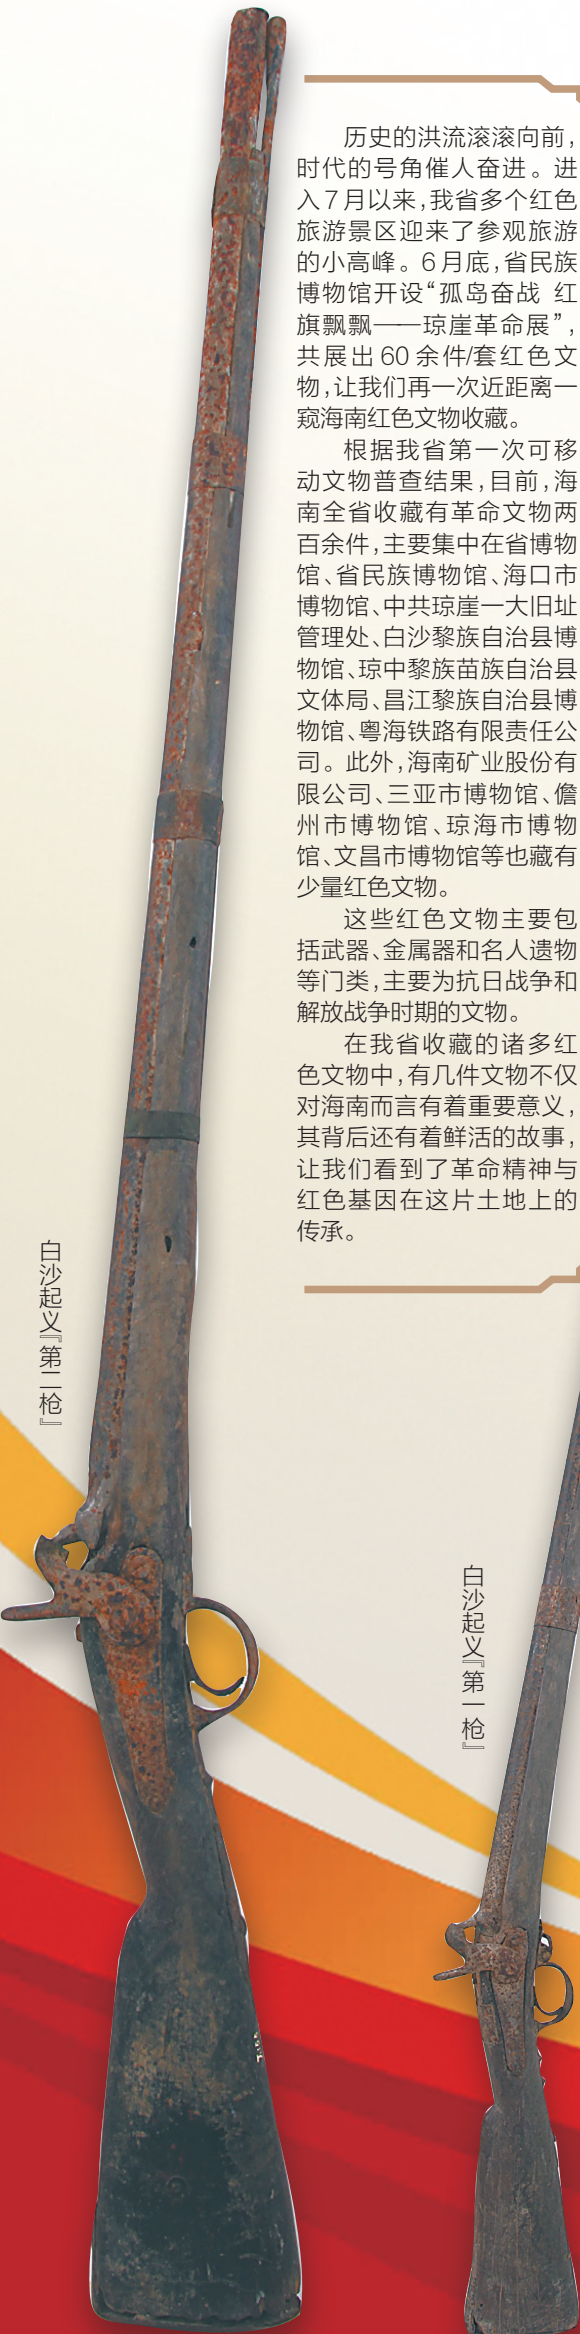 历史的洪流滚滚向前，
时代的号角催人奋进。进
入7月以来，我省多个红色
旅游景区迎来了参观旅游
的小高峰。6月底，省民族
博物馆开设“孤岛奋战 红
旗飘飘——琼崖革命展”，
共展出60余件/套红色文
物，让我们再一次近距离一
窥海南红色文物收藏。
根据我省第一次可移
动文物普查结果，目前，海
南全省收藏有革命文物两
百余件，主要集中在省博物
馆、省民族博物馆、海口市
博物馆、中共琼崖一大旧址
管理处、白沙黎族自治县博
物馆、琼中黎族苗族自治县
文体局、昌江黎族自治县博
物馆、粤海铁路有限责任公
司。此外，海南矿业股份有
限公司、三亚市博物馆、儋
州市博物馆、琼海市博物
馆、文昌市博物馆等也藏有
少量红色文物。
这些红色文物主要包
括武器、金属器和名人遗物
等门类，主要为抗日战争和
解放战争时期的文物。
在我省收藏的诸多红
色文物中，有几件文物不仅
对海南而言有着重要意义，
其背后还有着鲜活的故事，
让我们看到了革命精神与
红色基因在这片土地上的
传承。
白沙起义『第二枪』
白沙起义『第一枪』